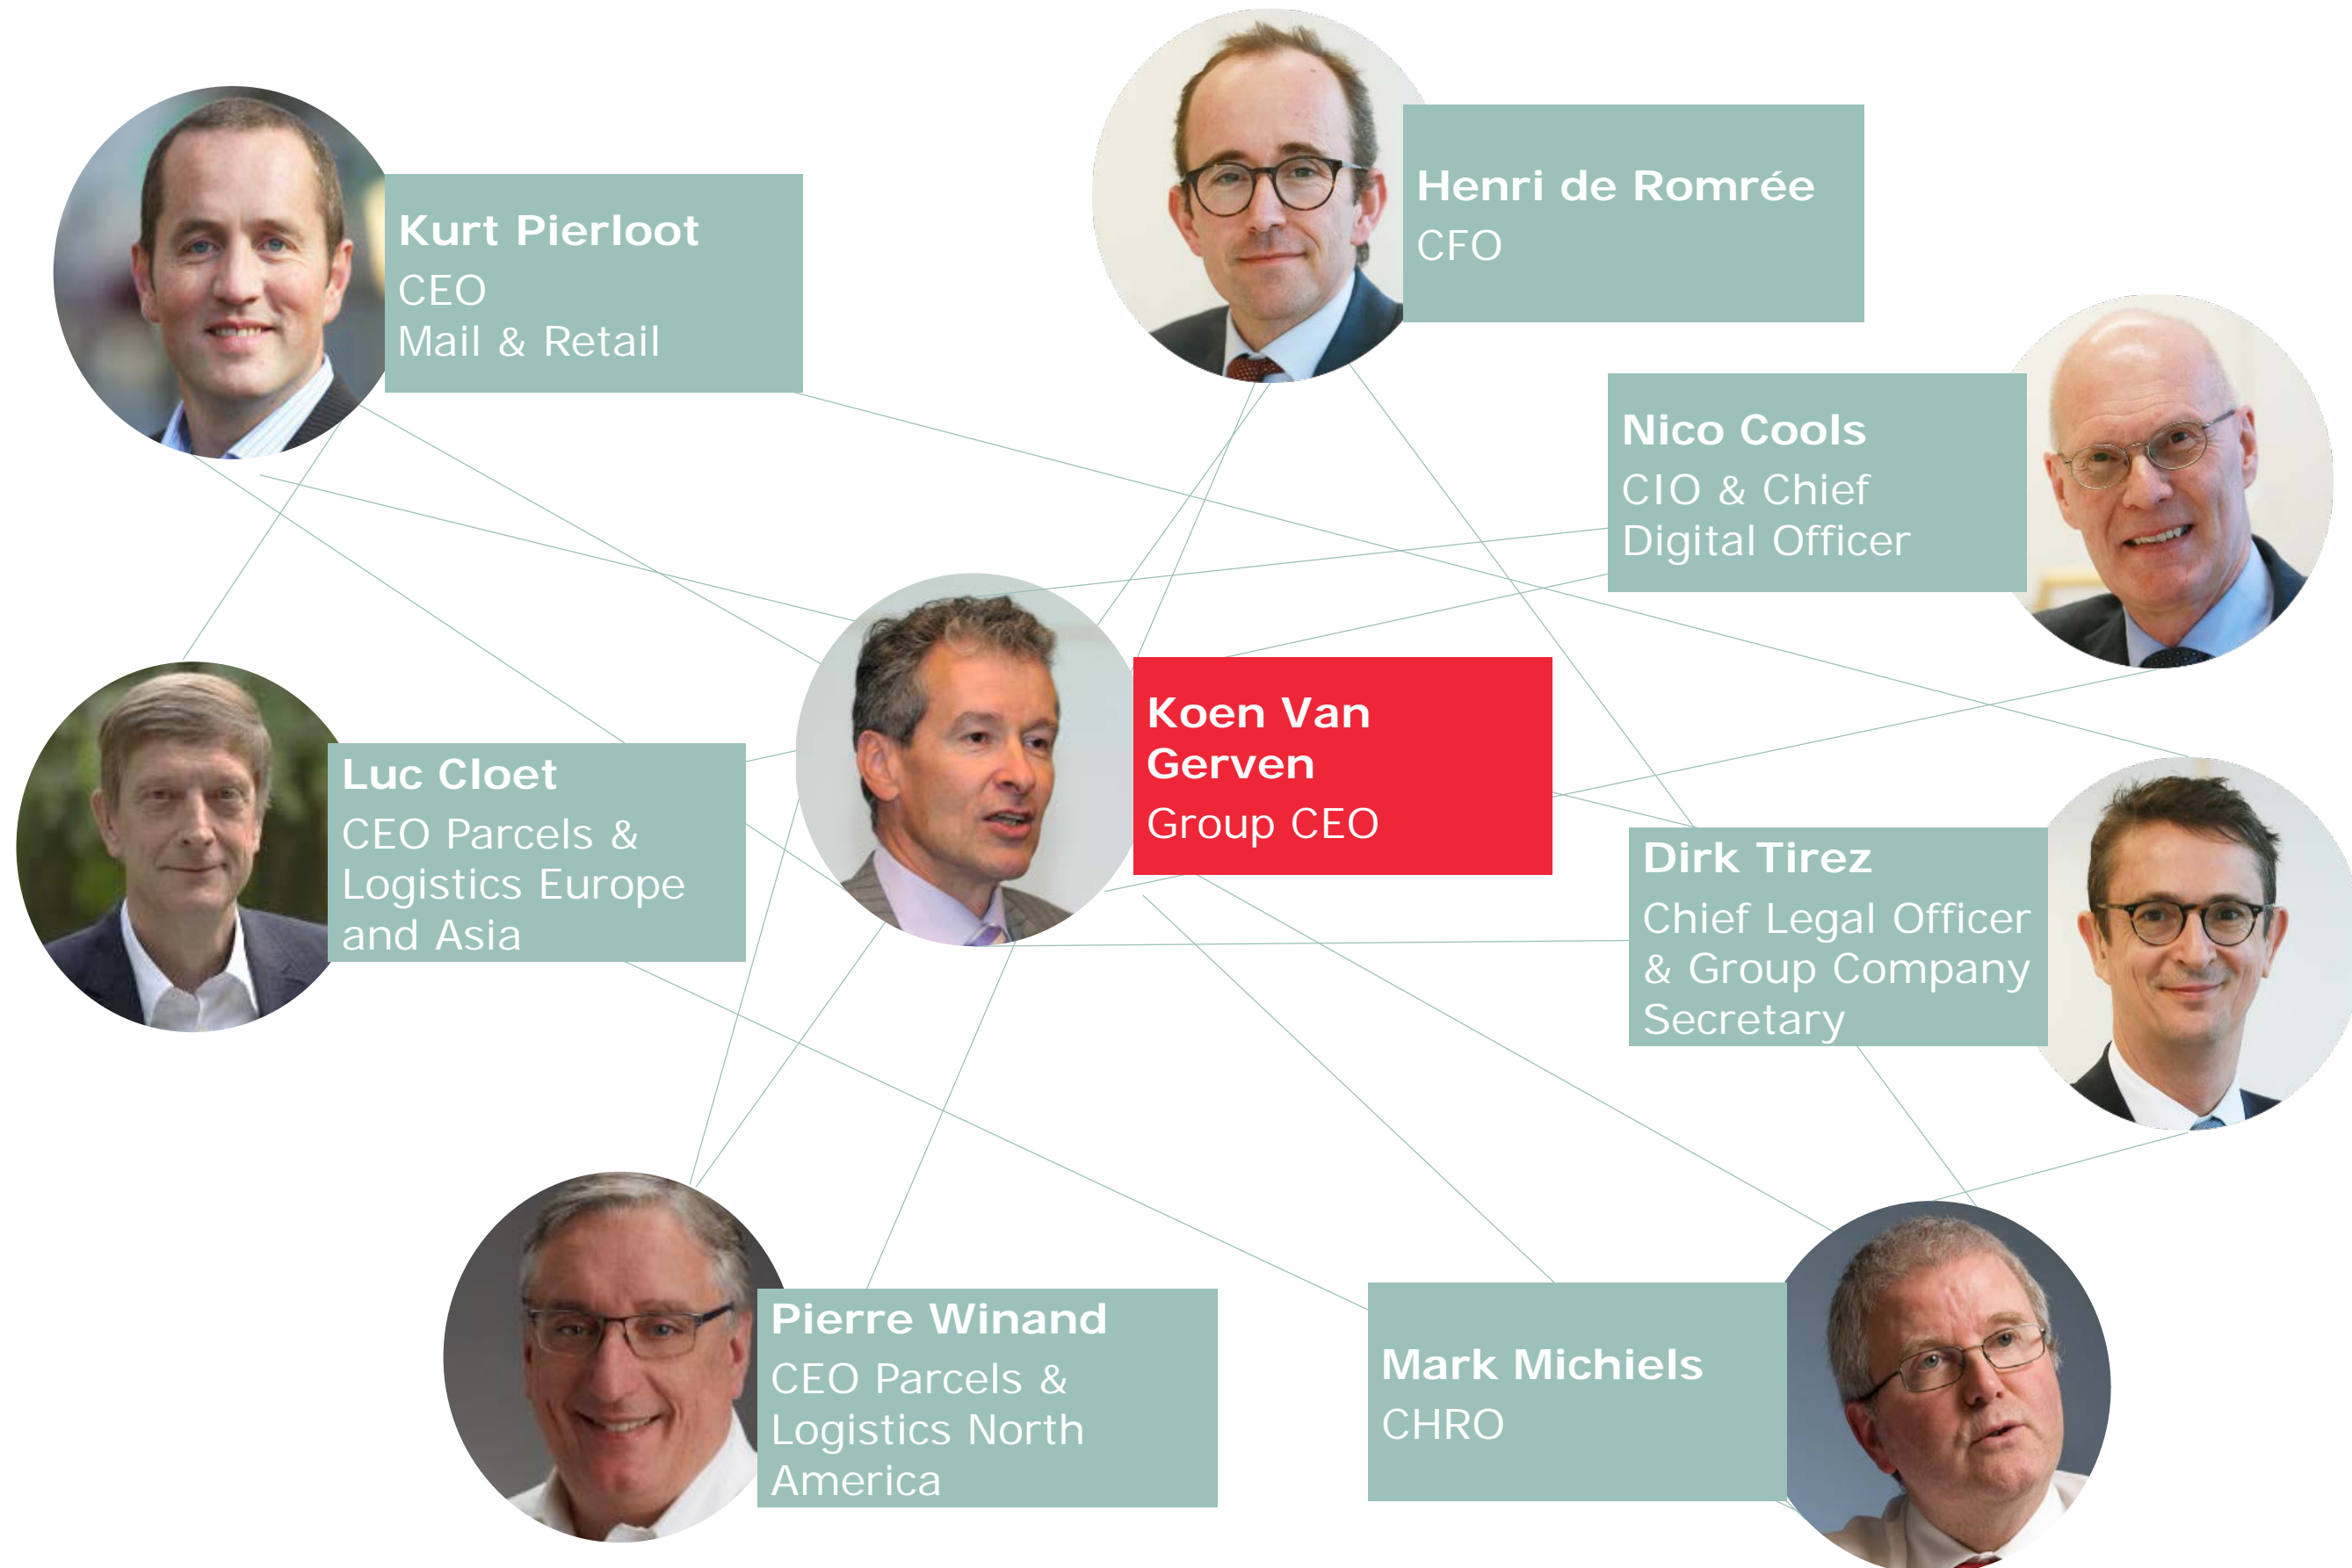 Kurt Pierloot
CEO
Mail & Retail
Henri de Romrée
CFO
Nico Cools
CIO & Chief
Digital Officer
Koen Van
Gerven
Group CEO
Luc Cloet
CEO Parcels &
Logistics Europe
and Asia
Dirk Tirez
Chief Legal Officer
& Group Company
Secretary
Pierre Winand
CEO Parcels &
Logistics North
America
Mark Michiels
CHRO